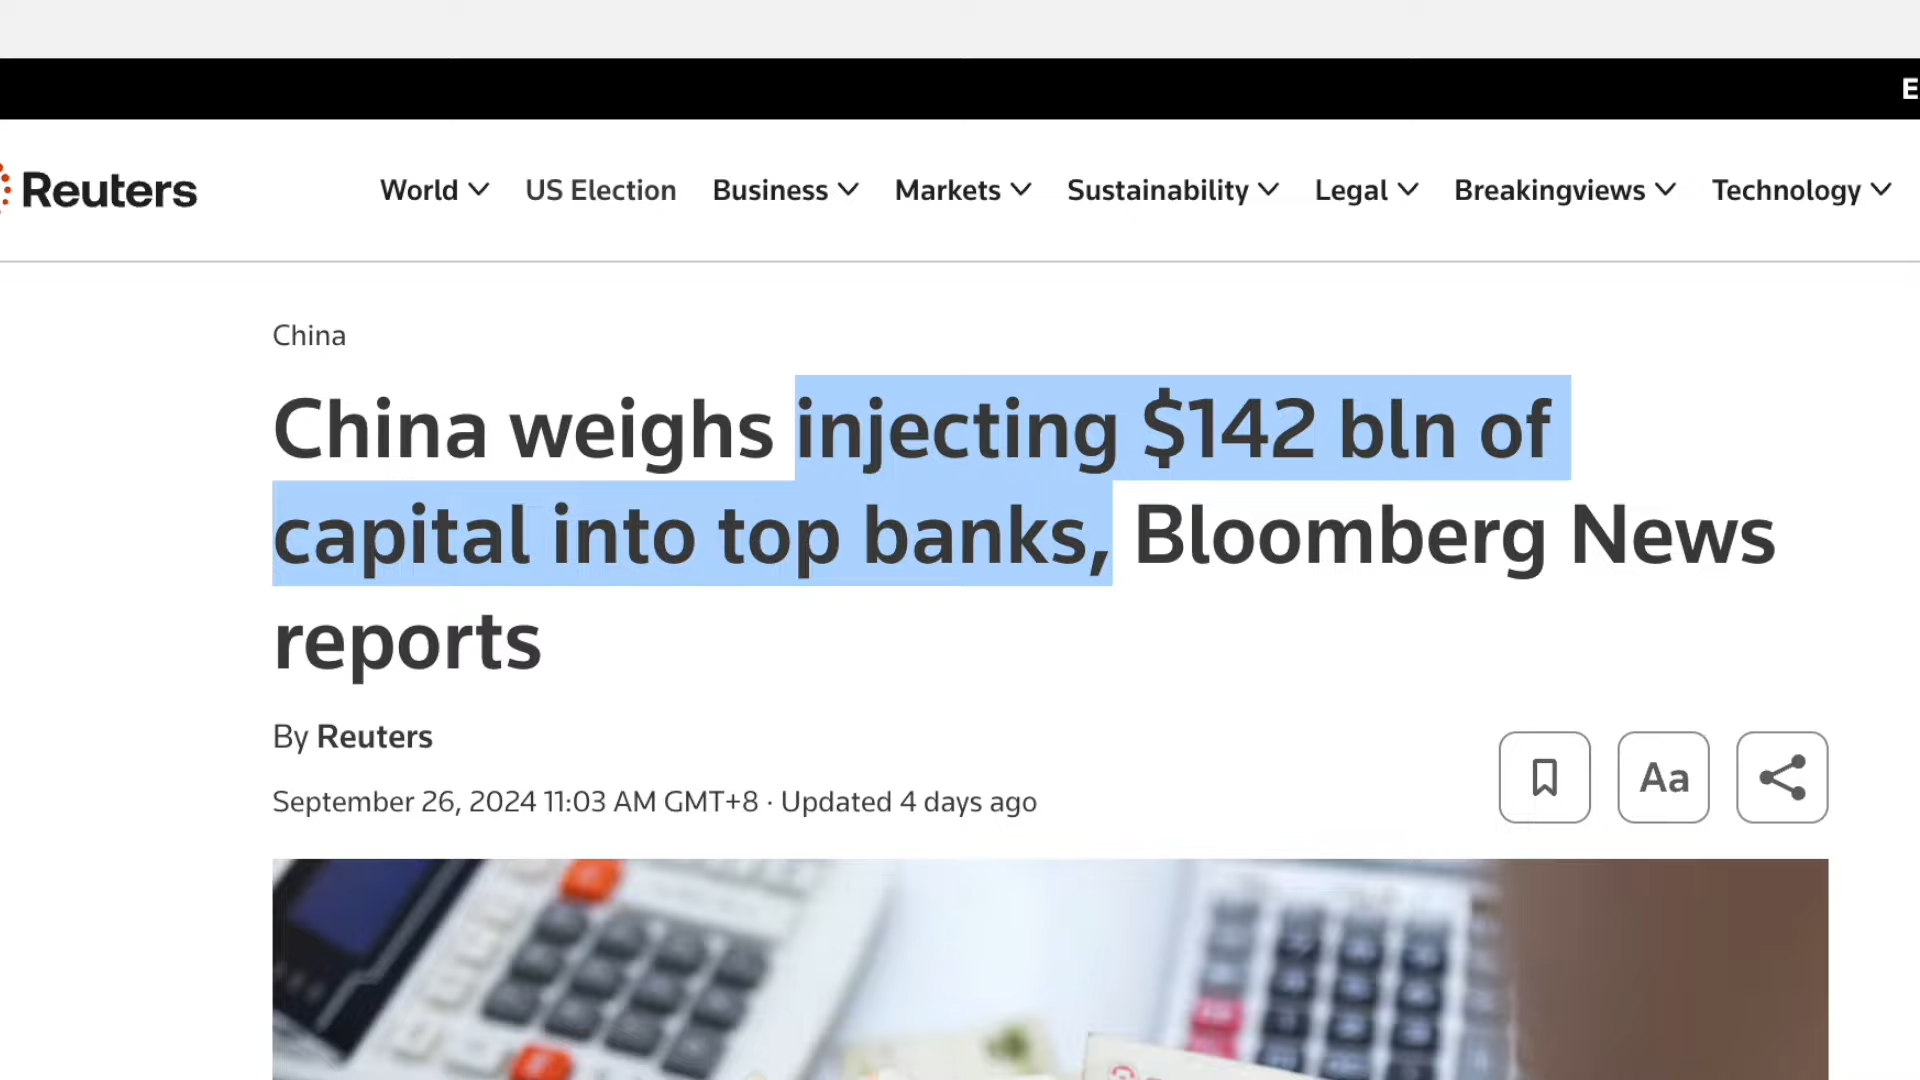 E
Reuters World US Election Business Markets Sustainability Legal Breakingviews Technology
China
China weighs injecting $142 bln of
capital into top banks, Bloomberg News
reports
By Reuters
Aa
September 26, 2024 11:03 AM GMT+8 · Updated 4 days ago